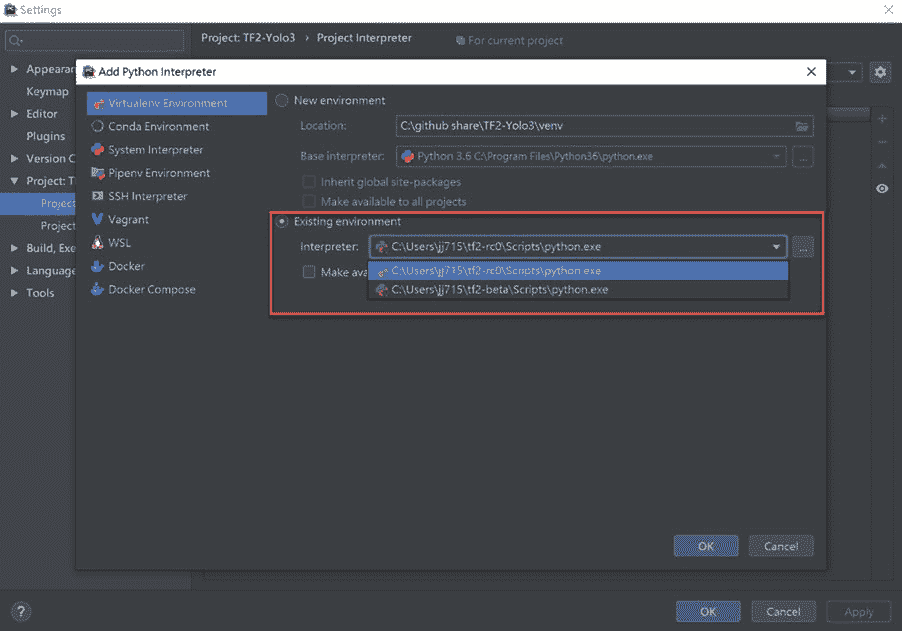 Settings
Project: TF2-Yolo3 › Project Interpreter For current project
Appearan
Keymap
Editor
Plugins
Version C
Project: T
Project
Project
Build, Exe
Language
Tools
Add Python Interpreter
Virtualenv Environment
Conda Environment
System Interpreter
Pipenv Environment
SSH Interpreter
Vagrant
WSL
Docker
Docker Compose
New environment
Location: C:\github share\TF2-Yolo3\venv
Base interpreter: Python 3.6 C:\Program Files\Python36\python.exe ...
Inherit global site-packages
Make available to all projects
Existing environment
Interpreter: C:\Users\jj715\tf2-rc0\Scripts\python.exe ...
Make ava
C:\Users\jj715\tf2-rc0\Scripts\python.exe
C:\Users\jj715\tf2-beta\Scripts\python.exe
OK Cancel
? OK Cancel Apply